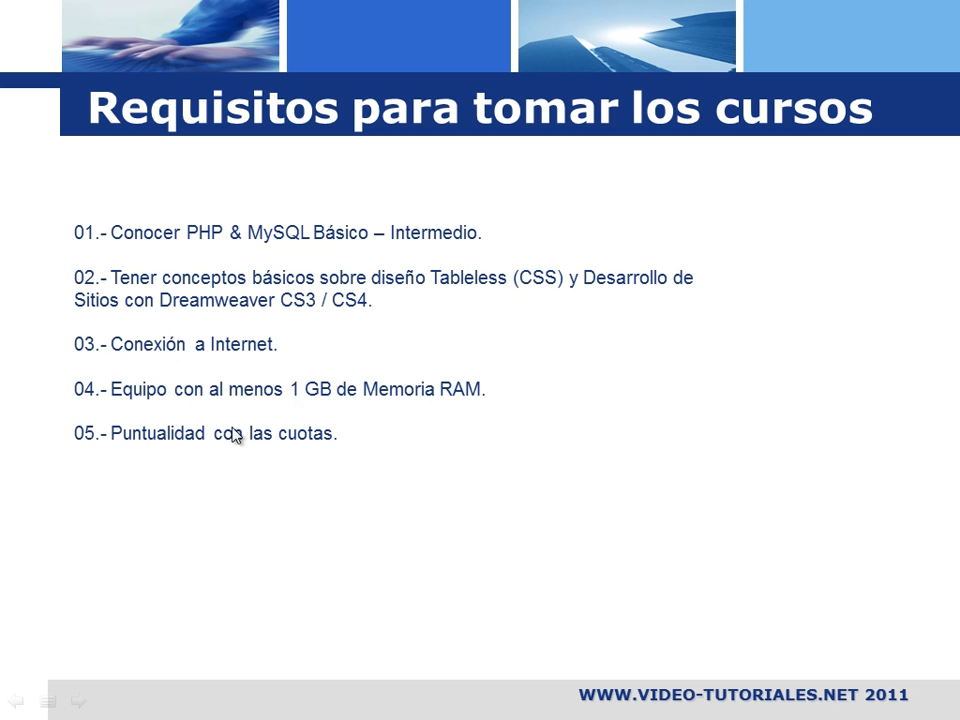 Requisitos para tomar los cursos
01.- Conocer PHP & MySQL Básico – Intermedio.
02.- Tener conceptos básicos sobre diseño Tableless (CSS) y Desarrollo de
Sitios con Dreamweaver CS3 / CS4.
03.- Conexión a Internet.
04.- Equipo con al menos 1 GB de Memoria RAM.
05.- Puntualidad con las cuotas.
WWW.VIDEO-TUTORIALES.NET 2011